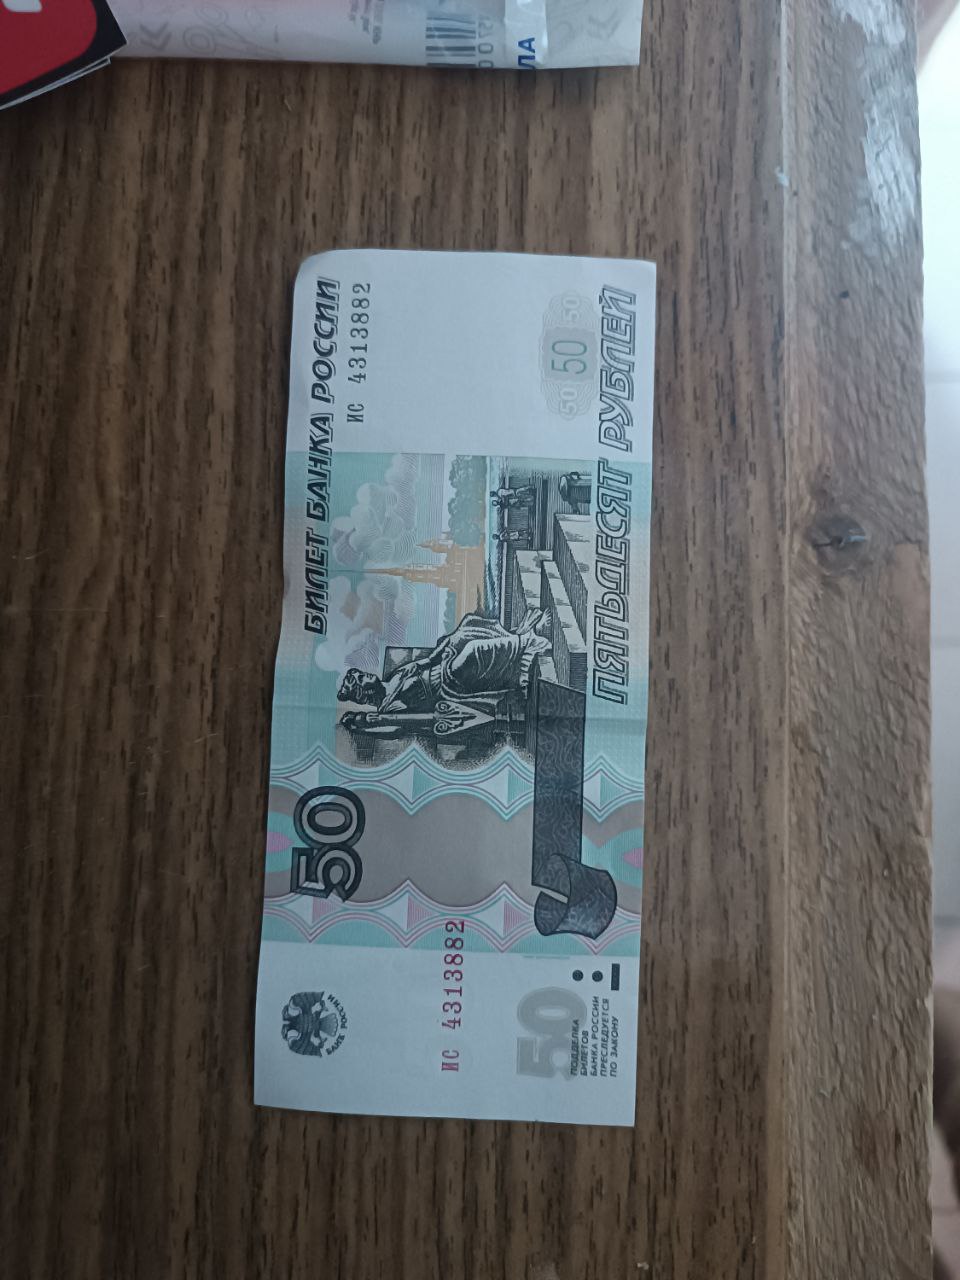 БАНК РОССИИ
50
БИЛЕТ БАНКА РОССИИ
ИС 4313882
ИС 4313882
50
ПОДДЕЛКА
БИЛЕТОВ
БАНКА РОССИИ
ПРЕСЛЕДУЕТСЯ
ПО ЗАКОНУ
50 50 50
ПЯТЬДЕСЯТ РУБЛЕЙ
ЛА